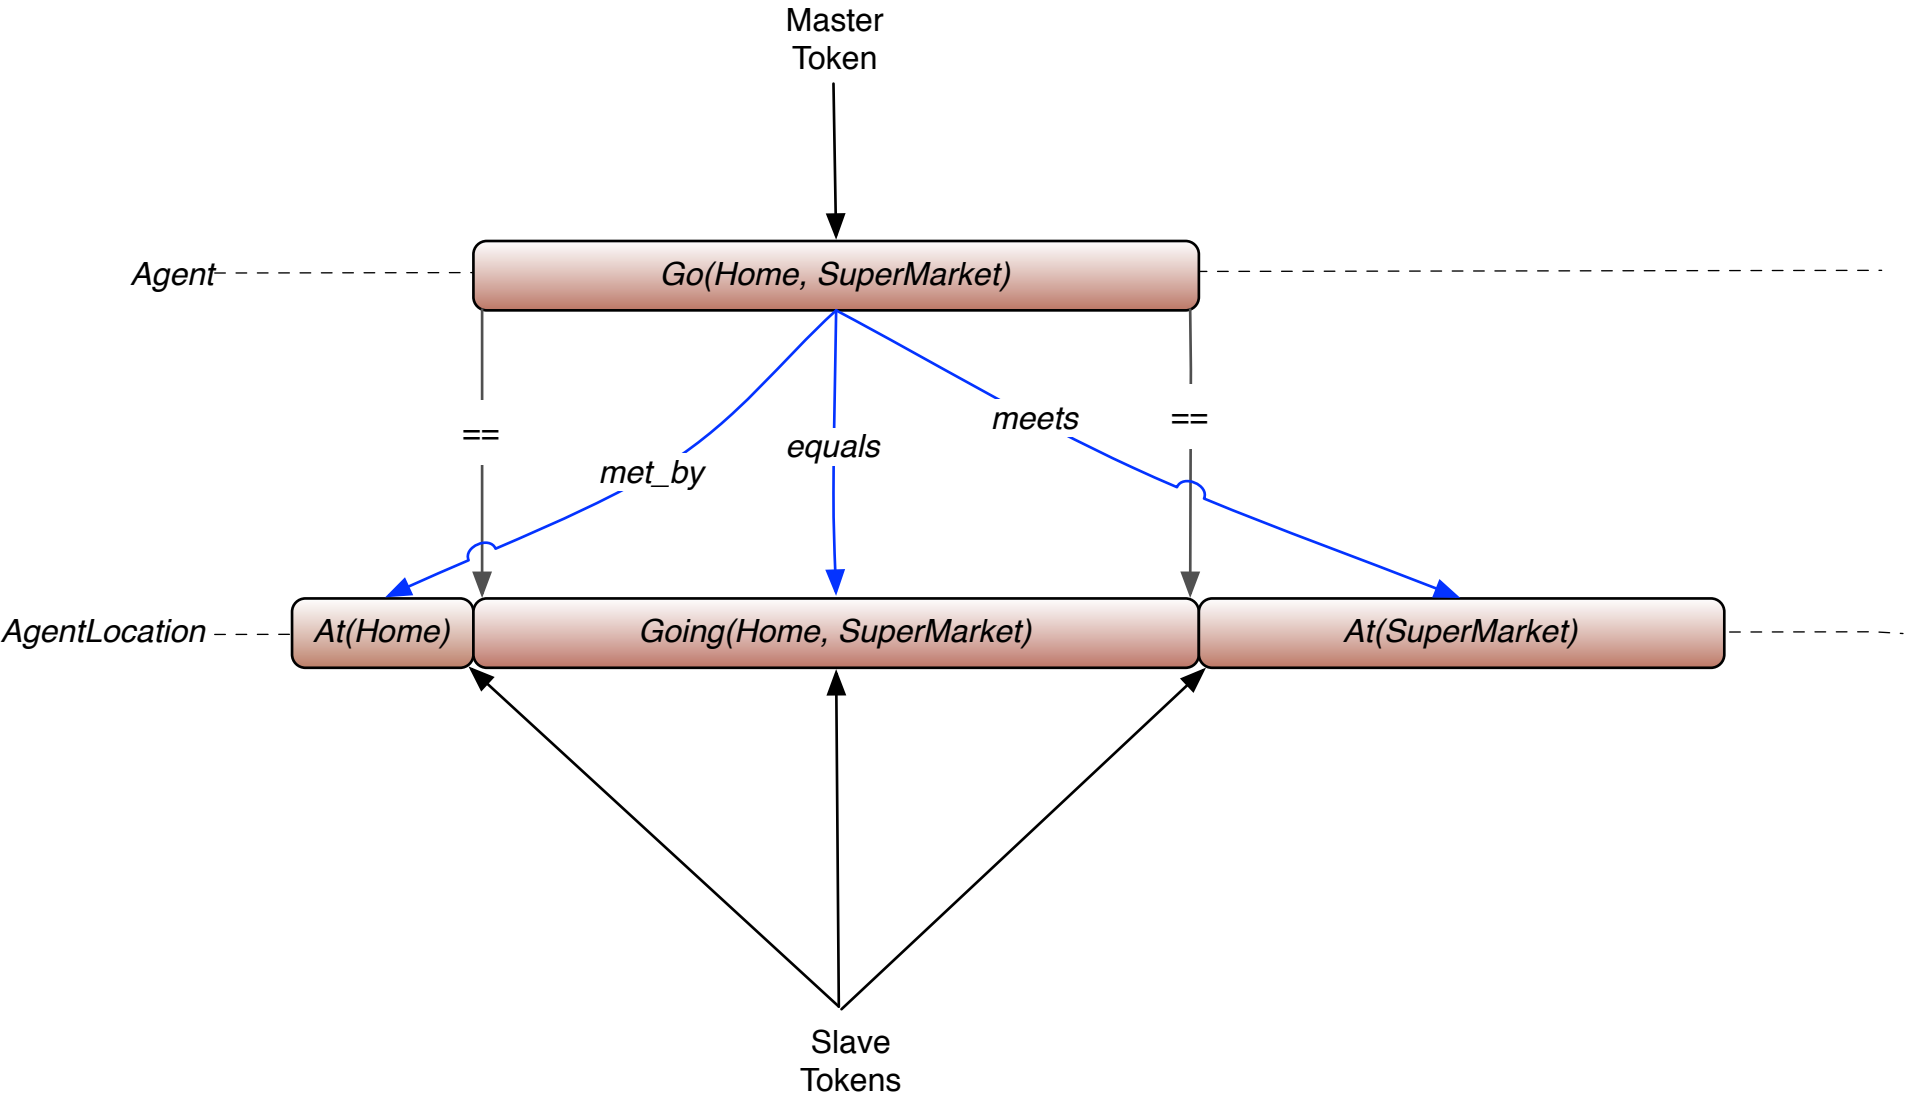 Master
Token
Agent
Go(Home, SuperMarket)
==
met_by
equals
meets
==
AgentLocation
At(Home)
Going(Home, SuperMarket)
At(SuperMarket)
Slave
Tokens